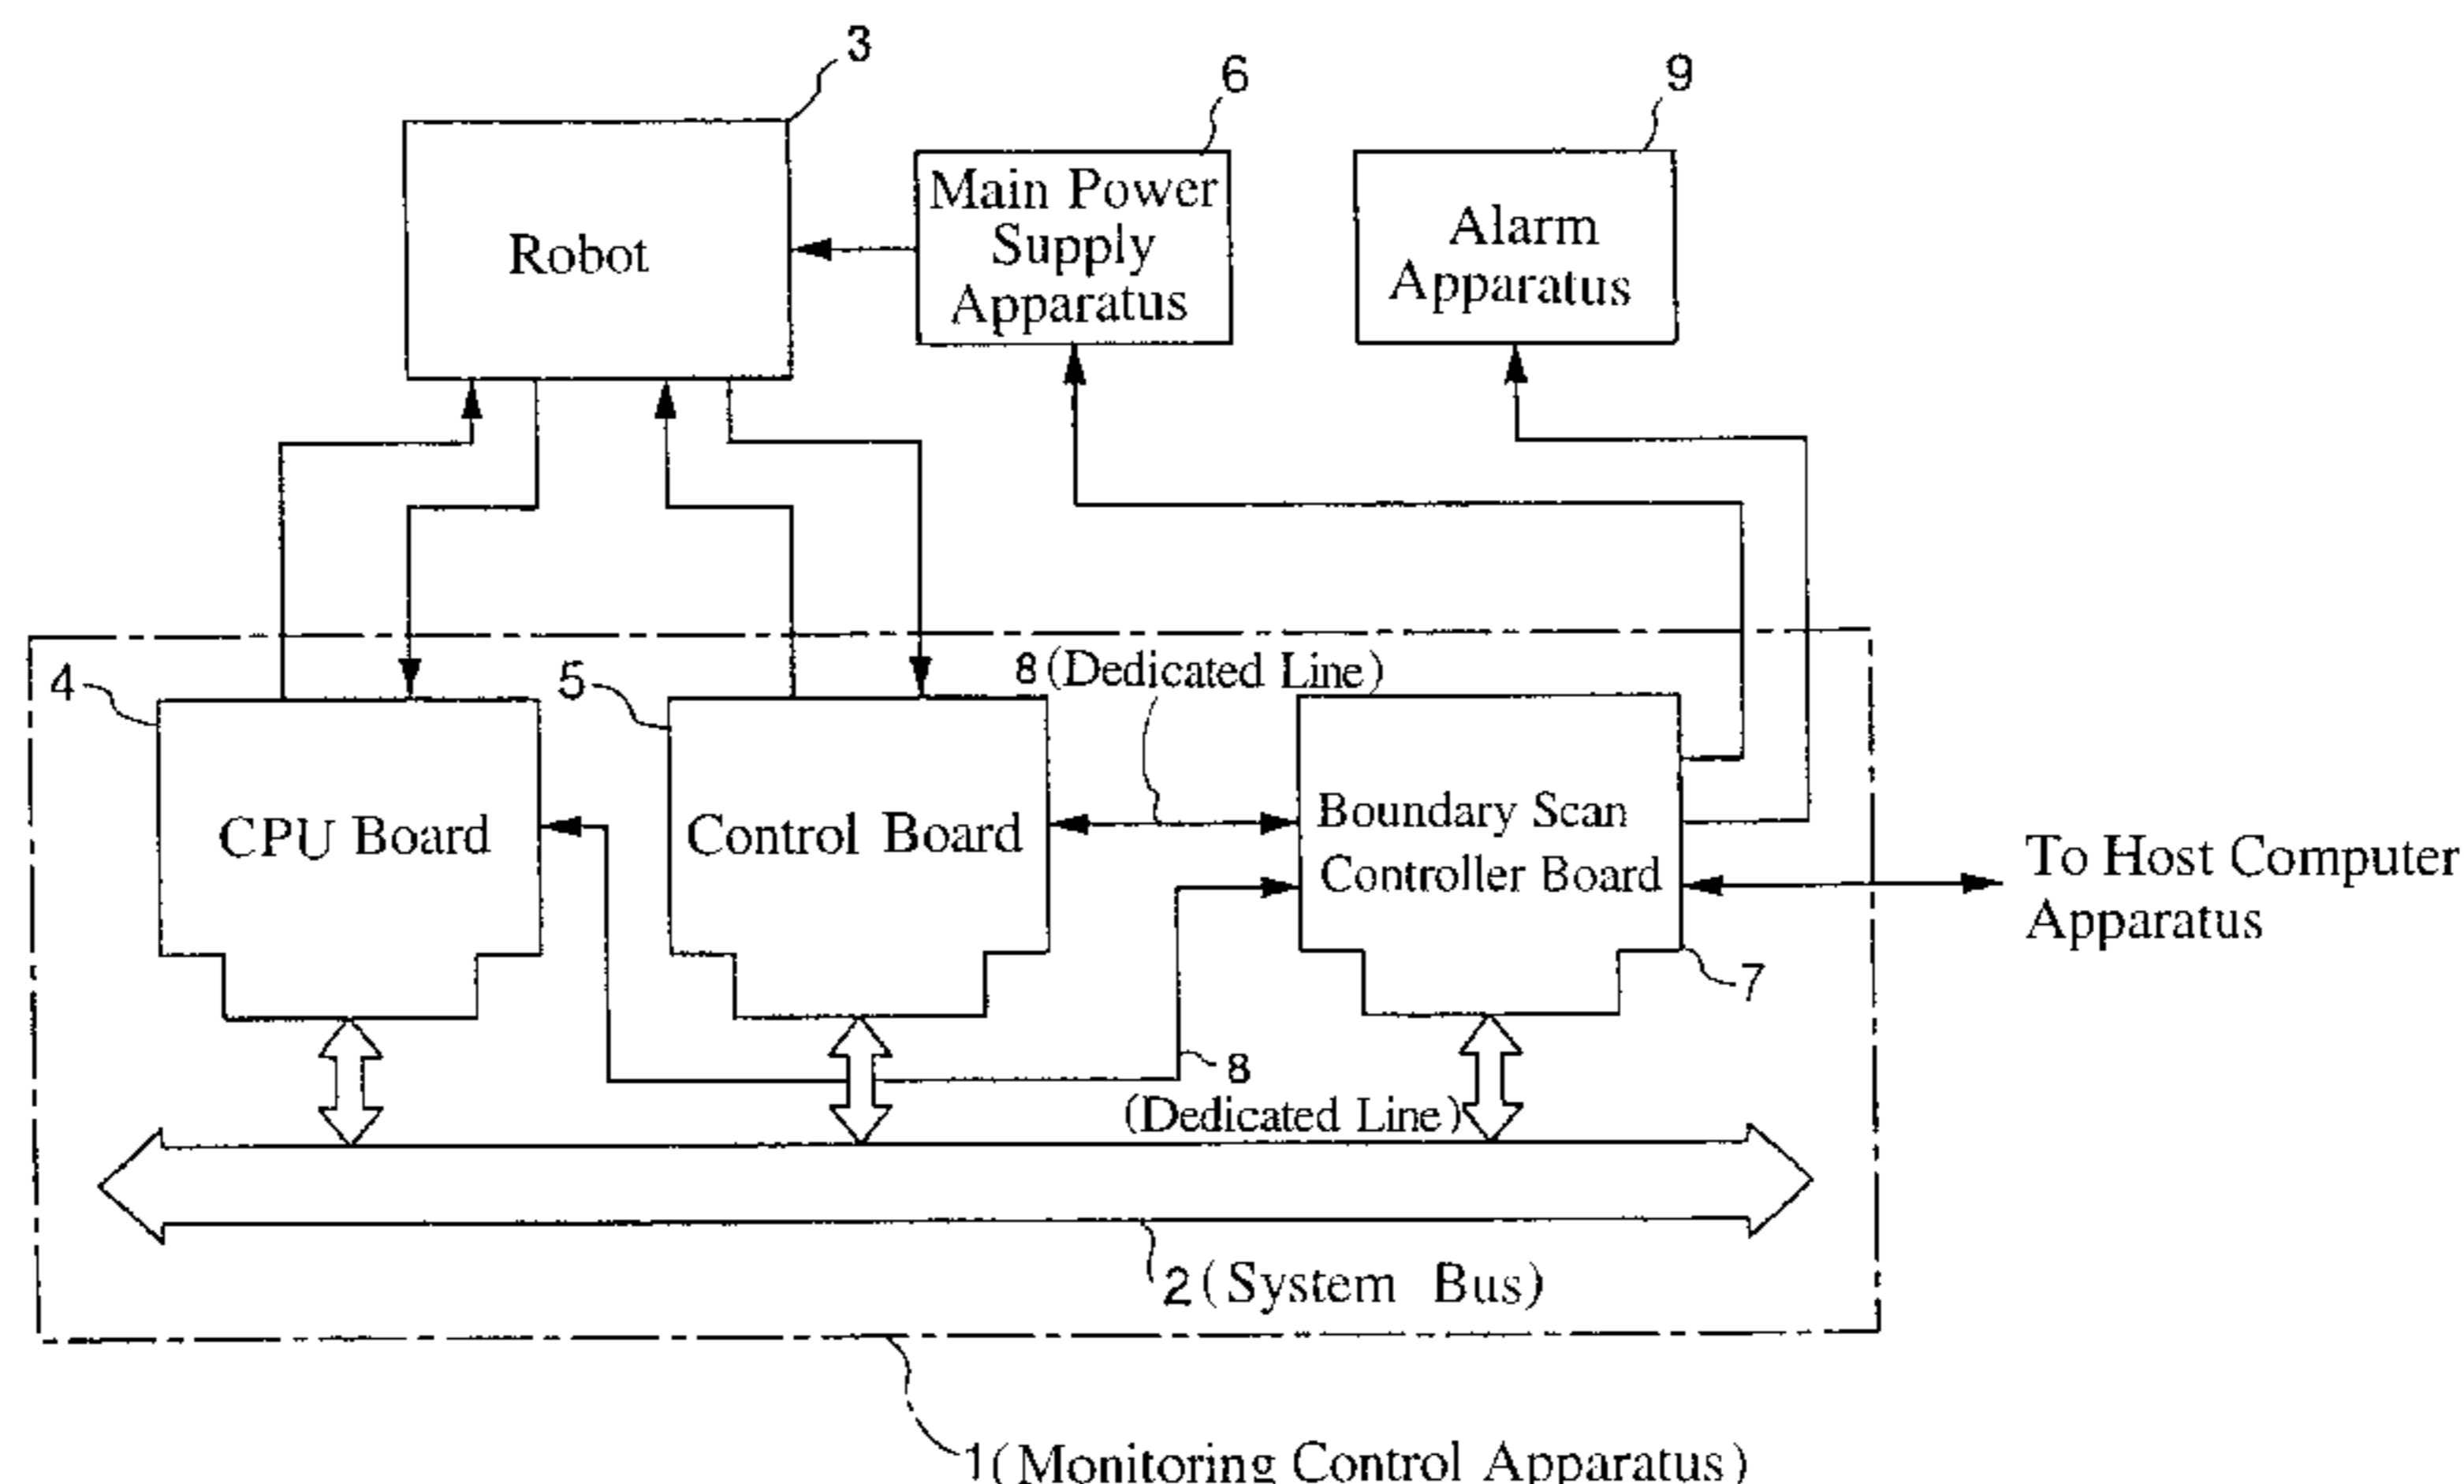 3
6
9
Robot
Main Power
Supply
Apparatus
Alarm
Apparatus
4
5
8 (Dedicated Line)
CPU Board
Control Board
Boundary Scan
Controller Board
To Host Computer
Apparatus
7
8
(Dedicated Line)
2 (System Bus)
1 (Monitoring Control Apparatus)